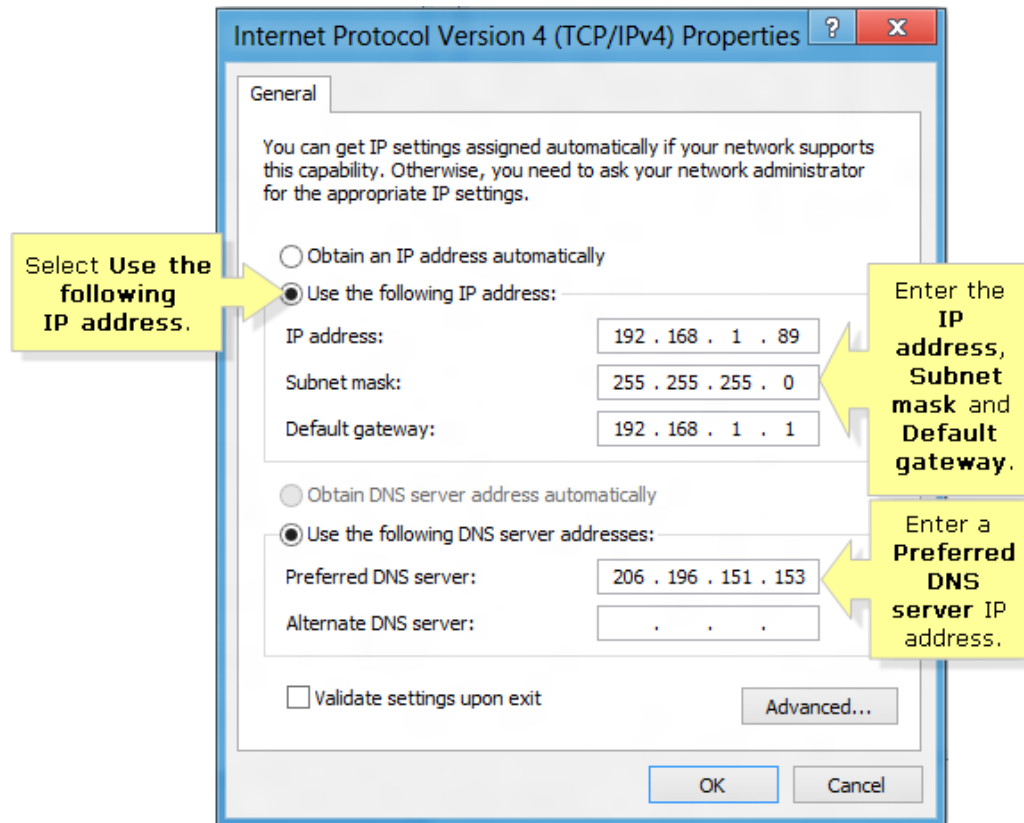 Internet Protocol Version 4 (TCP/IPv4) Properties ? x
General
You can get IP settings assigned automatically if your network supports
this capability. Otherwise, you need to ask your network administrator
for the appropriate IP settings.
Select Use the
following
IP address.
Obtain an IP address automatically
Use the following IP address:
IP address: 192 . 168 . 1 . 89
Subnet mask: 255 . 255 . 255 . 0
Default gateway: 192 . 168 . 1 . 1
Enter the
IP
address,
Subnet
mask and
Default
gateway.
Obtain DNS server address automatically
Use the following DNS server addresses:
Preferred DNS server: 206 . 196 . 151 . 153
Alternate DNS server: . . .
Enter a
Preferred
DNS
server IP
address.
Validate settings upon exit
Advanced...
OK Cancel